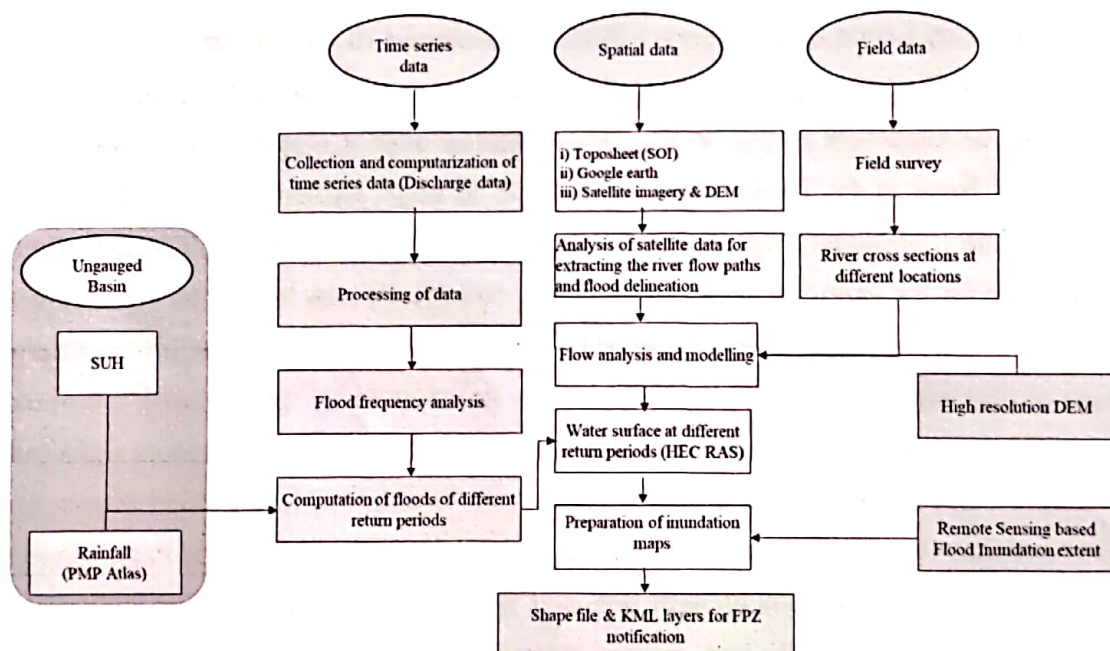 Time series
data
Spatial data
Field data
Collection and computarization of
time series data (Discharge data)
i) Toposheet (SOI)
ii) Google earth
iii) Satellite imagery & DEM
Field survey
Ungauged
Basin
Processing of data
Analysis of satellite data for
extracting the river flow paths
and flood delineation
River cross sections at
different locations
SUH
Flood frequency analysis
Flow analysis and modelling
High resolution DEM
Water surface at different
return periods (HEC RAS)
Computation of floods of different
return periods
Rainfall
(PMP Atlas)
Preparation of inundation
maps
Remote Sensing based
Flood Inundation extent
Shape file & KML layers for FPZ
notification